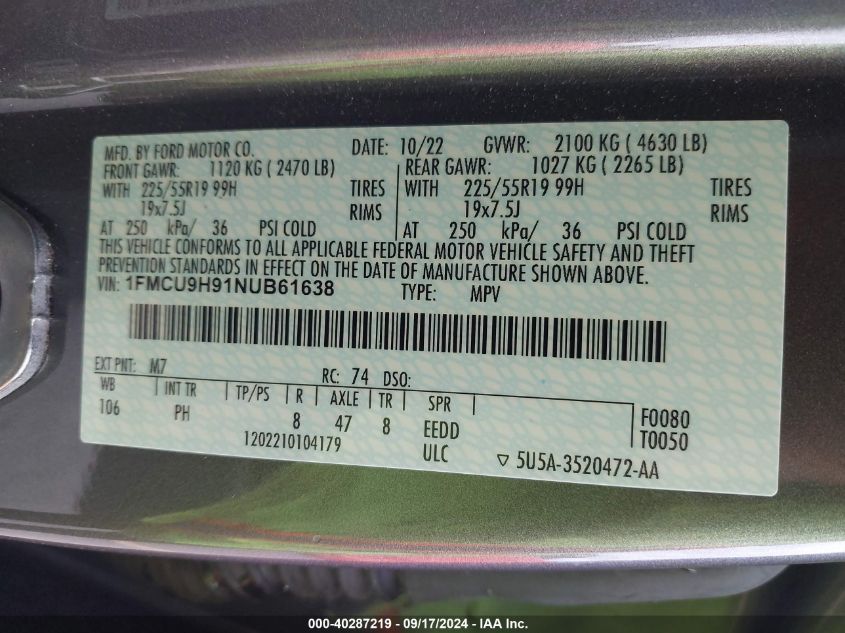 MFD. BY FORD MOTOR CO. DATE: 10/22 GVWR: 2100 KG ( 4630 LB)
FRONT GAWR: 1120 KG ( 2470 LB) REAR GAWR: 1027 KG ( 2265 LB)
WITH 225/55R19 99H TIRES WITH 225/55R19 99H TIRES
19x7.5J RIMS 19x7.5J RIMS
AT 250 kPa/ 36 PSI COLD AT 250 kPa/ 36 PSI COLD
THIS VEHICLE CONFORMS TO ALL APPLICABLE FEDERAL MOTOR VEHICLE SAFETY AND THEFT
PREVENTION STANDARDS IN EFFECT ON THE DATE OF MANUFACTURE SHOWN ABOVE.
VIN: 1FMCU9H91NUB61638 TYPE: MPV
EXT PNT: M7 RC: 74 DSO:
WB INT TR TP/PS R AXLE TR SPR
106 PH 8 47 8 EEDD F0080
1202210104179 ULC T0050
5U5A-3520472-AA
000-40287219 - 09/17/2024 - IAAI Inc.